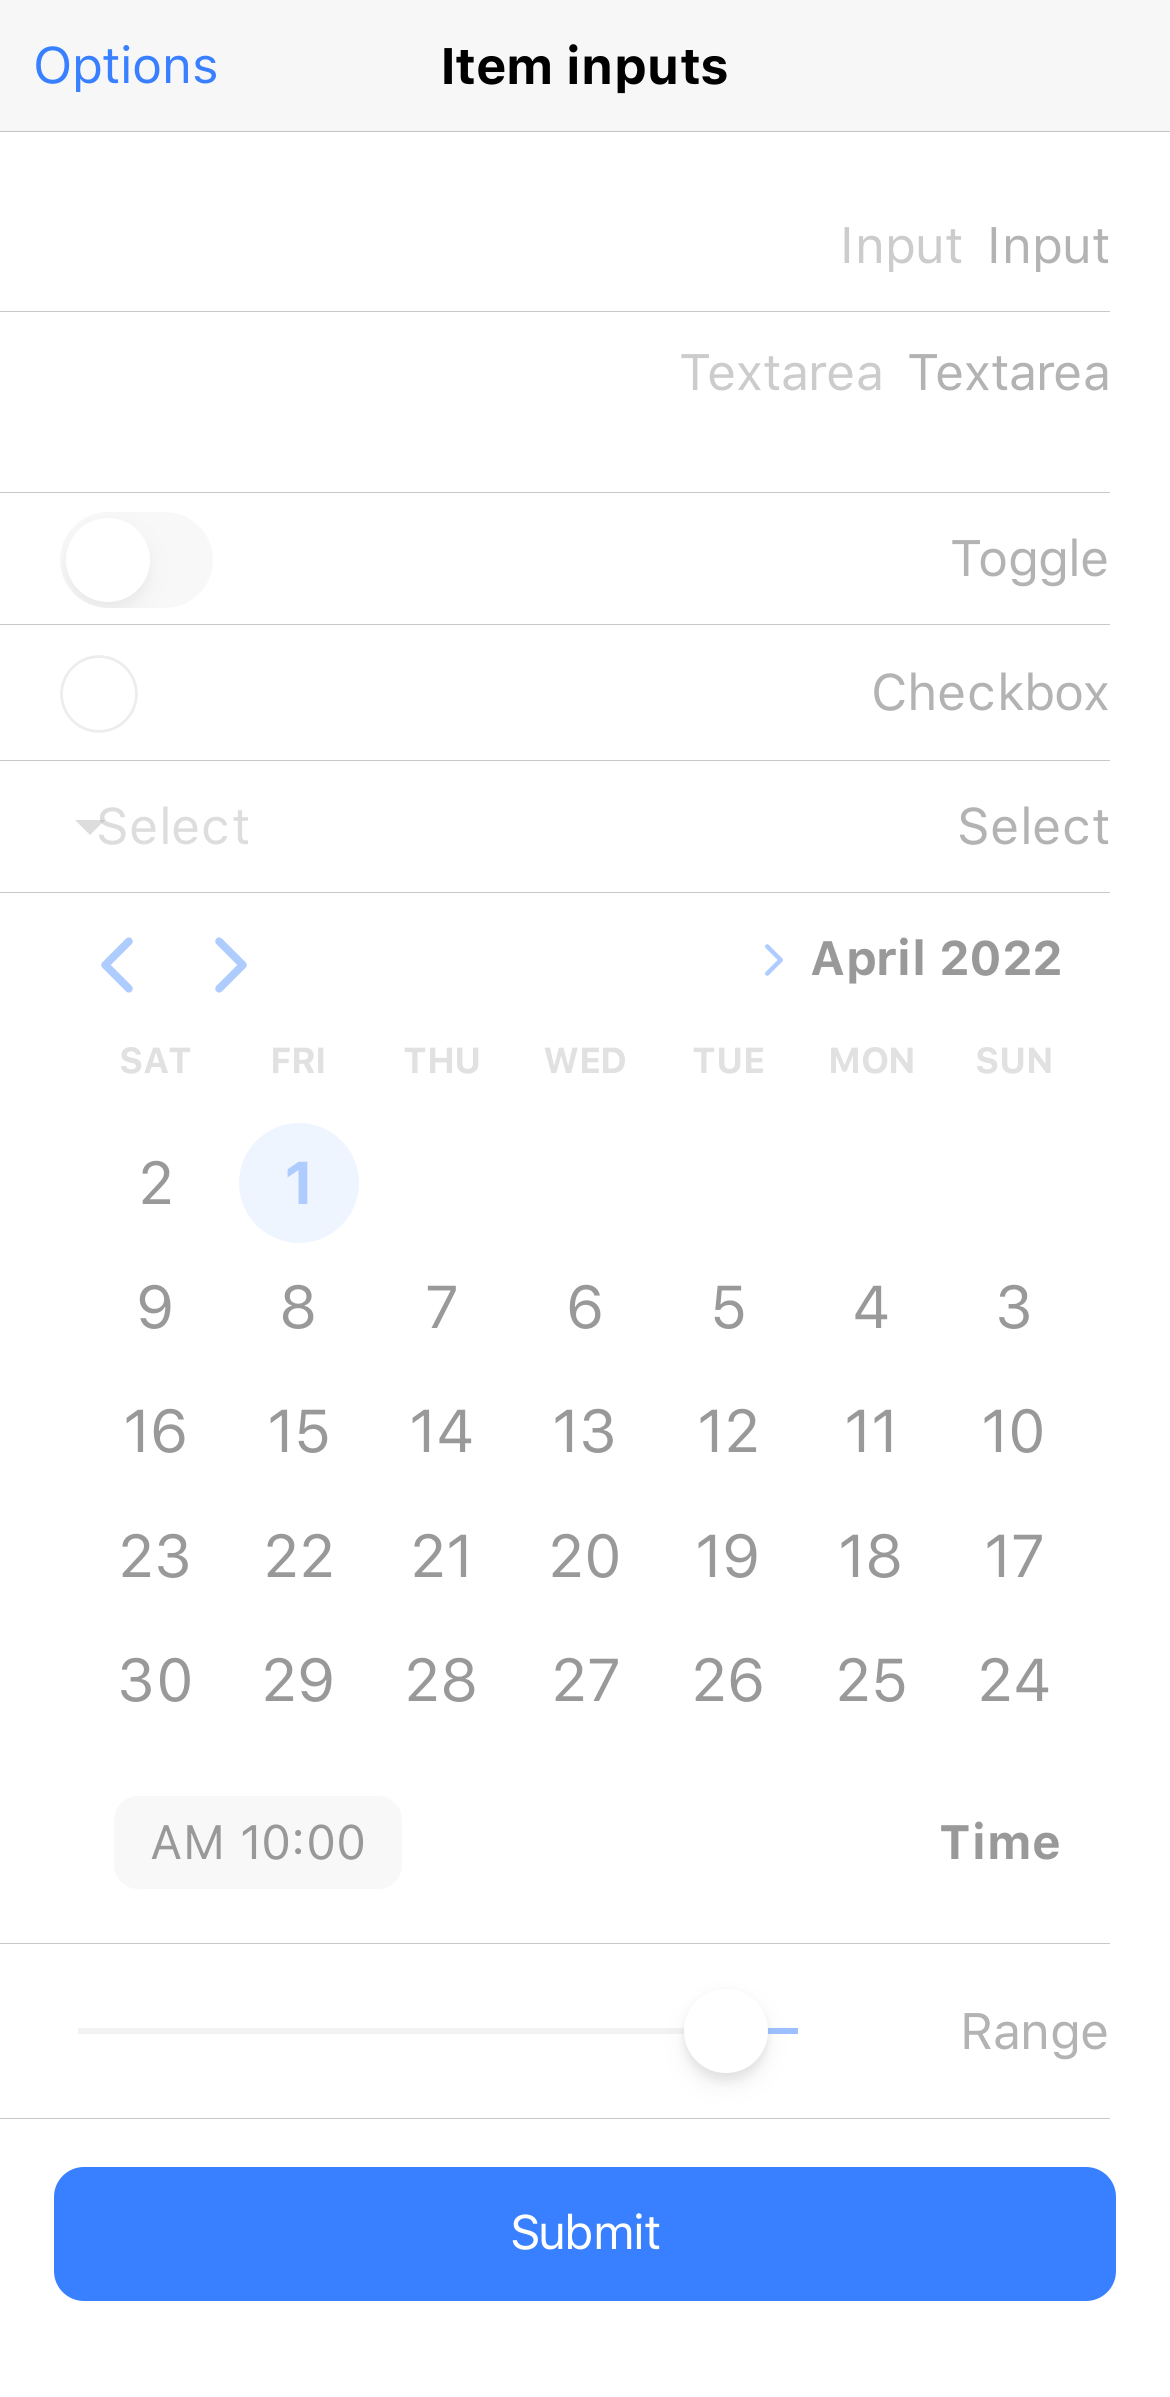 Options Item inputs
Input Input
Textarea Textarea
Toggle
Checkbox
Select Select
April 2022
SAT FRI THU WED TUE MON SUN
2 1
9 8 7 6 5 4 3
16 15 14 13 12 11 10
23 22 21 20 19 18 17
30 29 28 27 26 25 24
AM 10:00 Time
Range
Submit